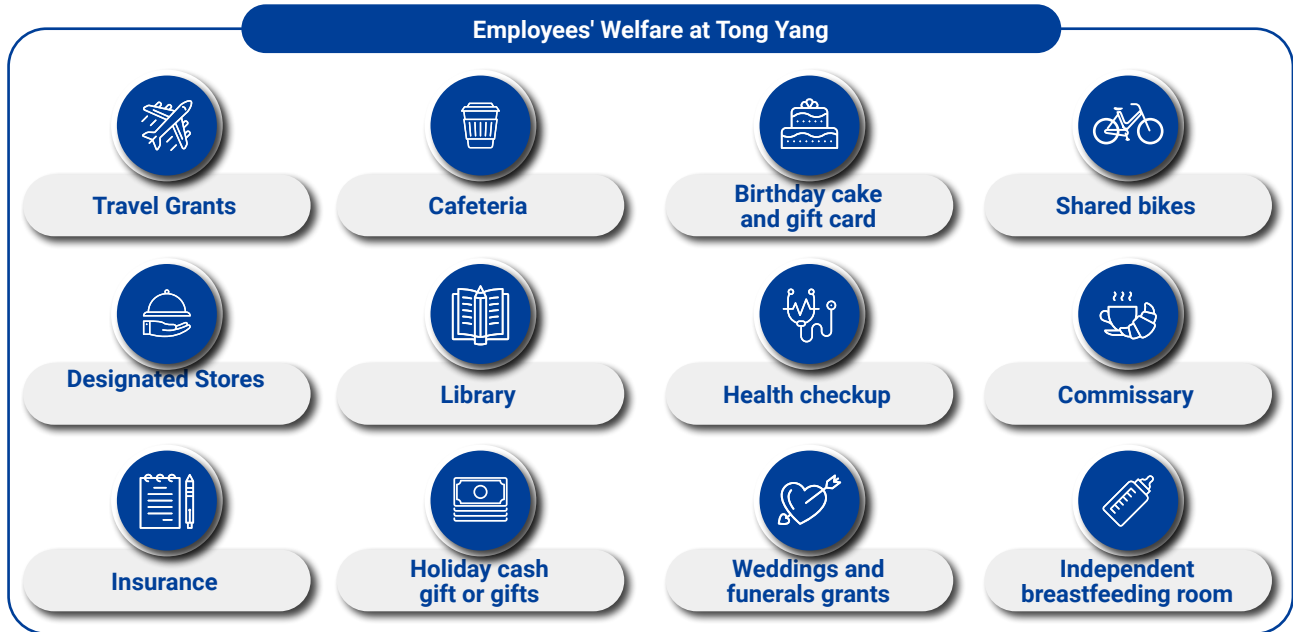 Employees' Welfare at Tong Yang
Travel Grants
Cafeteria
Birthday cake
and gift card
Shared bikes
Designated Stores
Library
Health checkup
Commissary
Insurance
Holiday cash
gift or gifts
Weddings and
funerals grants
Independent
breastfeeding room